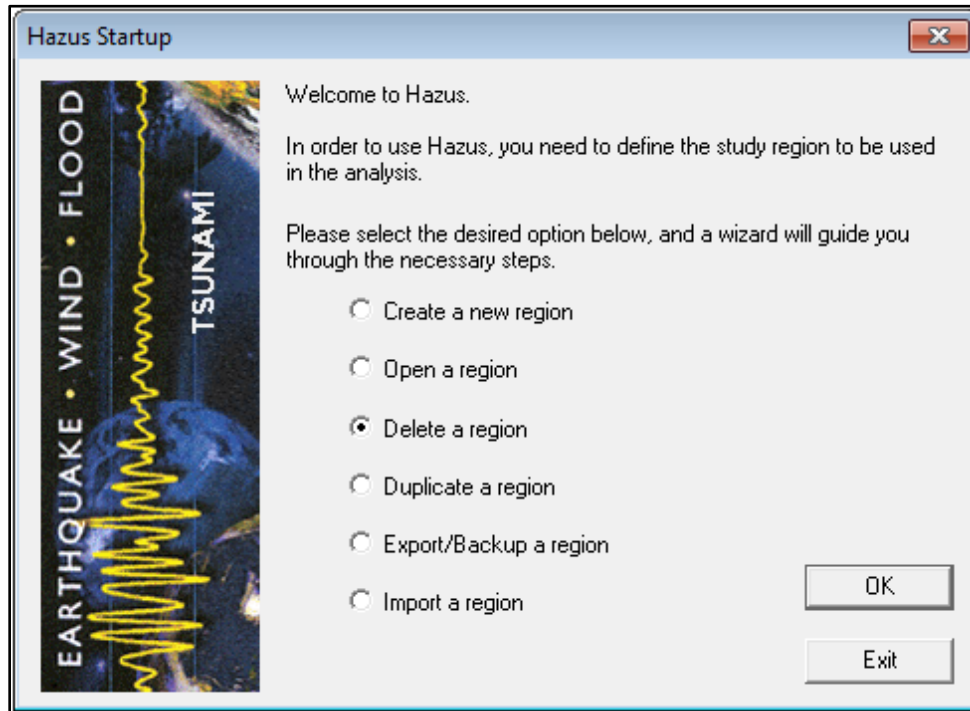 Hazus Startup
EARTHQUAKE • WIND • FLOOD
TSUNAMI
Welcome to Hazus.
In order to use Hazus, you need to define the study region to be used
in the analysis.
Please select the desired option below, and a wizard will guide you
through the necessary steps.
Create a new region
Open a region
Delete a region
Duplicate a region
Export/Backup a region
Import a region
OK
Exit